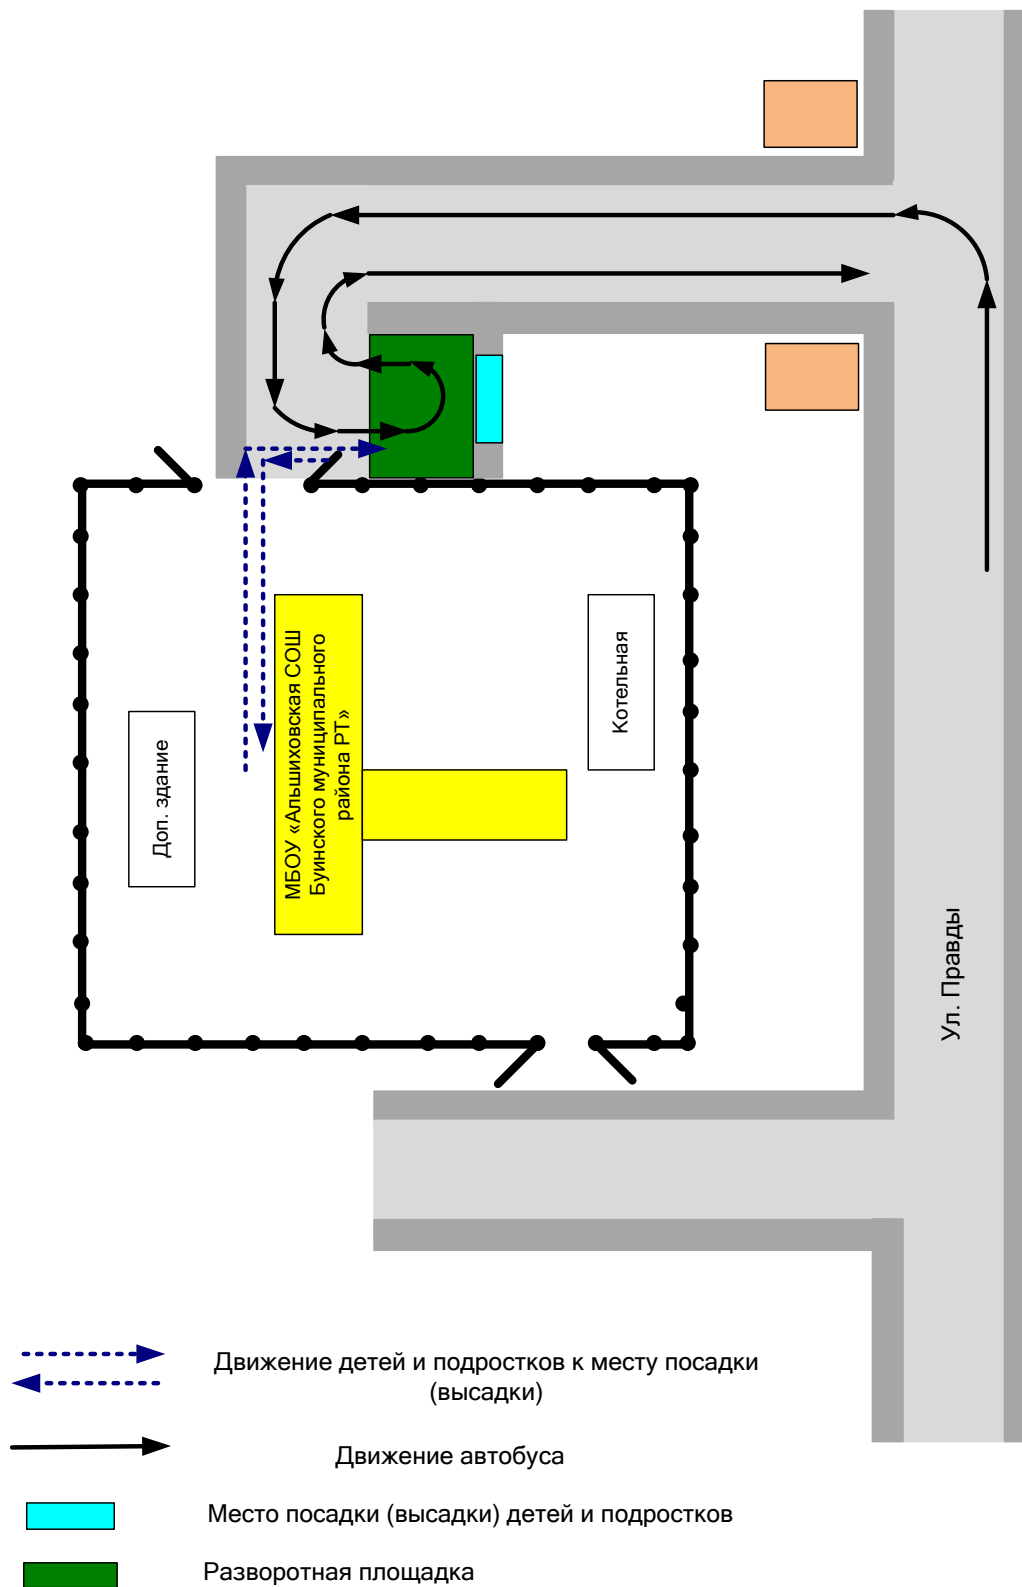 МБОУ «Альшиховская СОШ
Буинского муниципального
района РТ»
Котельная
Доп. здание
Ул. Правды
Движение детей и подростков к месту посадки
(высадки)
Движение автобуса
Место посадки (высадки) детей и подростков
Разворотная площадка